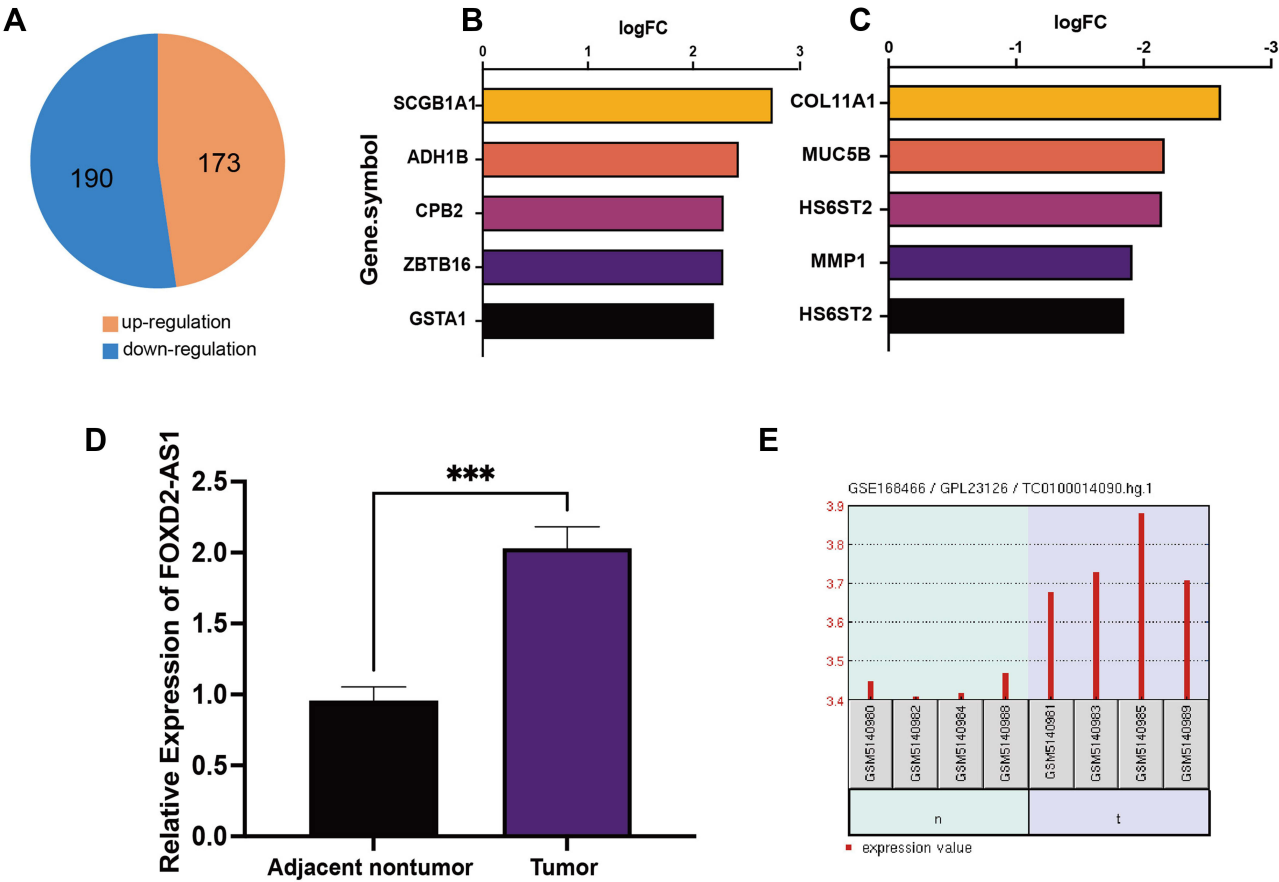 A
190
173
up-regulation
down-regulation
B
logFC
0 1 2 3
Gene.symbol
SCGB1A1
ADH1B
CPB2
ZBTB16
GSTA1
C
logFC
0 -1 -2 -3
COL11A1
MUC5B
HS6ST2
MMP1
HS6ST2
D
Relative Expression of FOXD2-AS1
2.5
2.0
1.5
1.0
0.5
0.0
***
Adjacent nontumor Tumor
E
GSE168466 / GPL23126 / TC0100014090.hg.1
3.9
3.8
3.7
3.6
3.5
3.4
GSM5140980
GSM5140982
GSM5140984
GSM5140988
GSM5140981
GSM5140983
GSM5140985
GSM5140989
n t
expression value